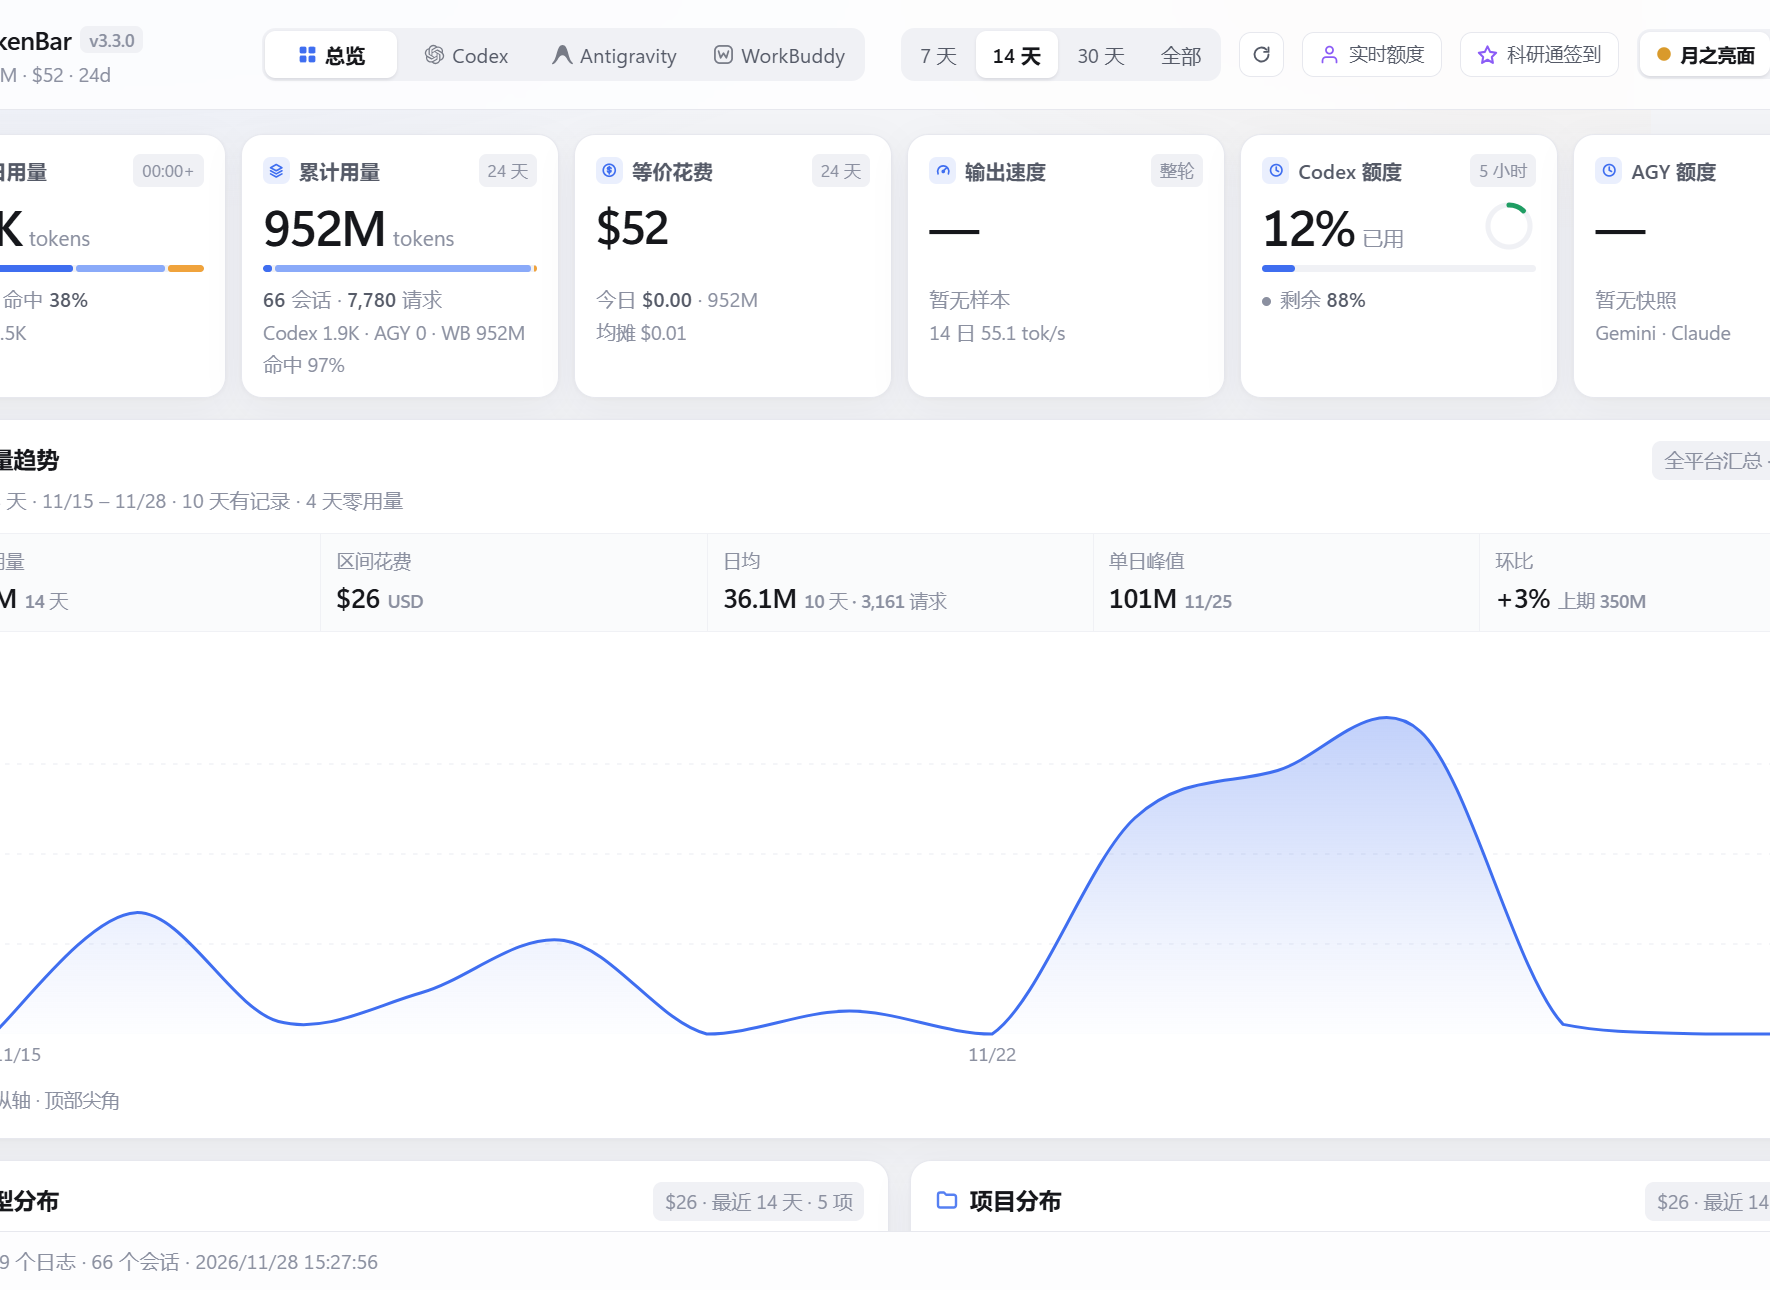 kenBar v3.3.0
M · $52 · 24d
总览 Codex Antigravity WorkBuddy
7 天 14 天 30 天 全部
实时额度
科研通签到
月之亮面
日用量 00:00+
K tokens
命中 38%
.5K
累计用量 24 天
952M tokens
66 会话 · 7,780 请求
Codex 1.9K · AGY 0 · WB 952M
命中 97%
等价花费 24 天
$52
今日 $0.00 · 952M
均摊 $0.01
输出速度 整轮
—
暂无样本
14 日 55.1 tok/s
Codex 额度 5 小时
12% 已用
剩余 88%
AGY 额度
—
暂无快照
Gemini · Claude
量趋势
全平台汇总 ·
天 · 11/15 – 11/28 · 10 天有记录 · 4 天零用量
用量
M 14 天
区间花费
$26 USD
日均
36.1M 10 天 · 3,161 请求
单日峰值
101M 11/25
环比
+3% 上期 350M
11/15
11/22
纵轴 · 顶部尖角
型分布
$26 · 最近 14 天 · 5 项
项目分布
$26 · 最近 14
9 个日志 · 66 个会话 · 2026/11/28 15:27:56